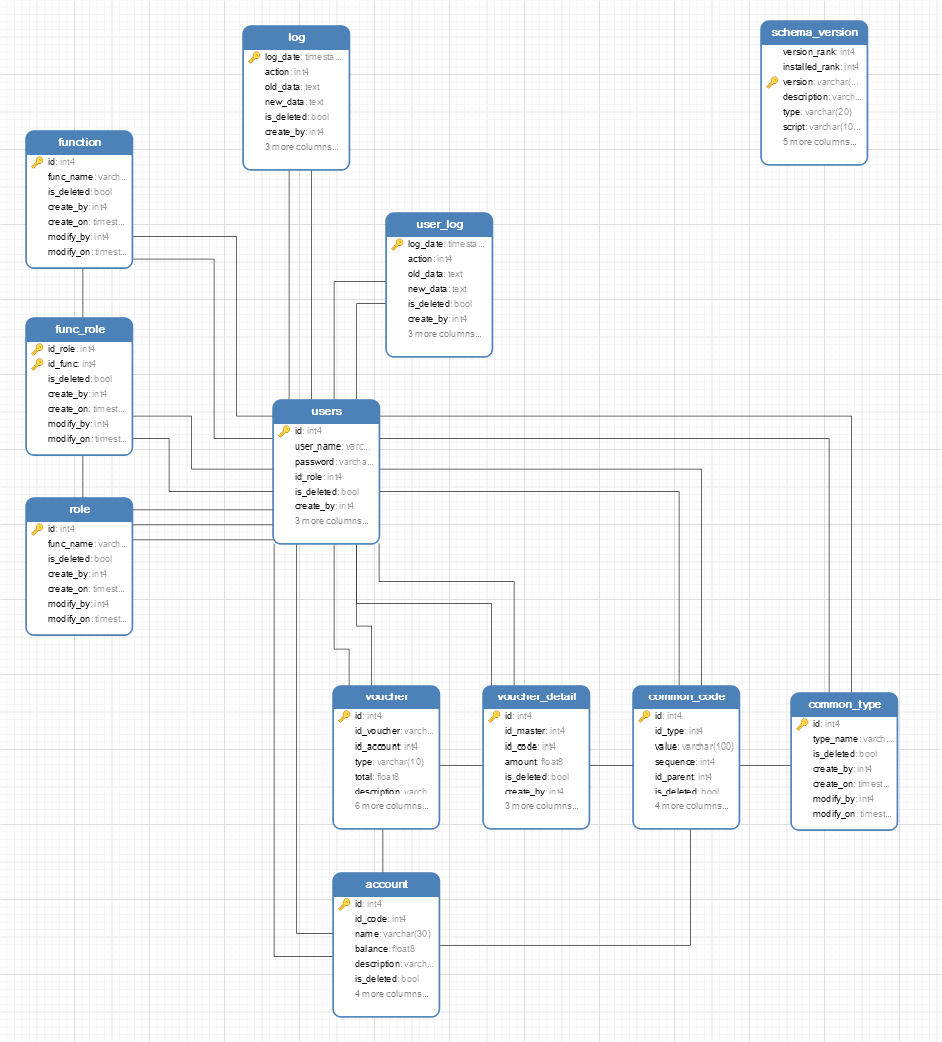 log
log_date: timesta...
action: int4
old_data: text
new_data: text
is_deleted: bool
create_by: int4
3 more columns...
schema_version
version_rank: int4
installed_rank: int4
version: varchar(...
description: varch...
type: varchar(20)
script: varchar(10...
5 more columns...
function
id: int4
func_name: varch...
is_deleted: bool
create_by: int4
create_on: timest...
modify_by: int4
modify_on: timest...
user_log
log_date: timesta...
action: int4
old_data: text
new_data: text
is_deleted: bool
create_by: int4
3 more columns...
func_role
id_role: int4
id_func: int4
is_deleted: bool
create_by: int4
create_on: timest...
modify_by: int4
modify_on: timest...
users
id: int4
user_name: varc...
password: varcha...
id_role: int4
is_deleted: bool
create_by: int4
3 more columns...
role
id: int4
func_name: varch...
is_deleted: bool
create_by: int4
create_on: timest...
modify_by: int4
modify_on: timest...
voucher
id: int4
id_voucher: varch...
id_account: int4
type: varchar(10)
total: float8
description: varch
6 more columns...
voucher_detail
id: int4
id_master: int4
id_code: int4
amount: float8
is_deleted: bool
create_by: int4
3 more columns...
common_code
id: int4
id_type: int4
value: varchar(100)
sequence: int4
id_parent: int4
is_deleted: bool
4 more columns...
common_type
id: int4
type_name: varch...
is_deleted: bool
create_by: int4
create_on: timest...
modify_by: int4
modify_on: timest...
account
id: int4
id_code: int4
name: varchar(30)
balance: float8
description: varch...
is_deleted: bool
4 more columns...